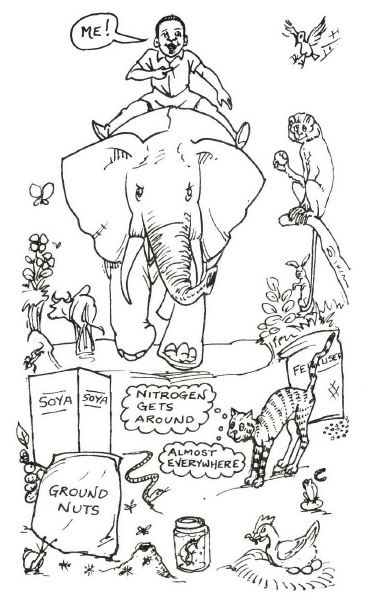 ME!
SOYA SOYA
NITROGEN
GETS
AROUND
ALMOST
EVERYWHERE
GROUND
NUTS